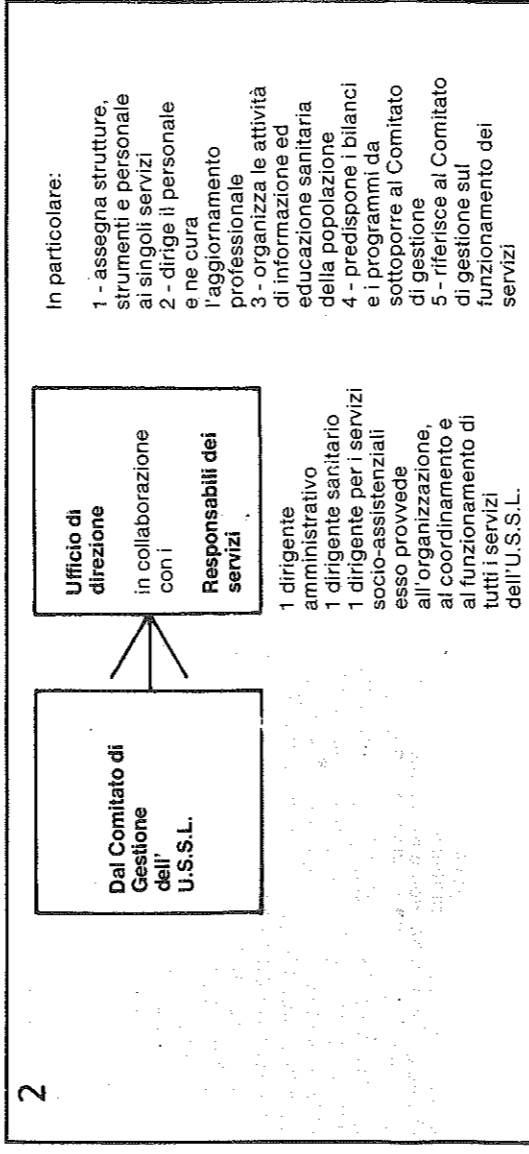 2
Dal Comitato di
Gestione
dell'
U.S.S.L.
Ufficio di
direzione
in collaborazione
con i
Responsabili dei
servizi
1 dirigente
amministrativo
1 dirigente sanitario
1 dirigente per i servizi
socio-assistenziali
esso provvede
all'organizzazione,
al coordinamento e
al funzionamento di
tutti i servizi
dell'U.S.S.L.
In particolare:
1 - assegna strutture,
strumenti e personale
ai singoli servizi
2 - dirige il personale
e ne cura
l'aggiornamento
professionale
3 - organizza le attività
di informazione ed
educazione sanitaria
della popolazione
4 - predispone i bilanci
e i programmi da
sottoporre al Comitato
di gestione
5 - riferisce al Comitato
di gestione sul
funzionamento dei
servizi